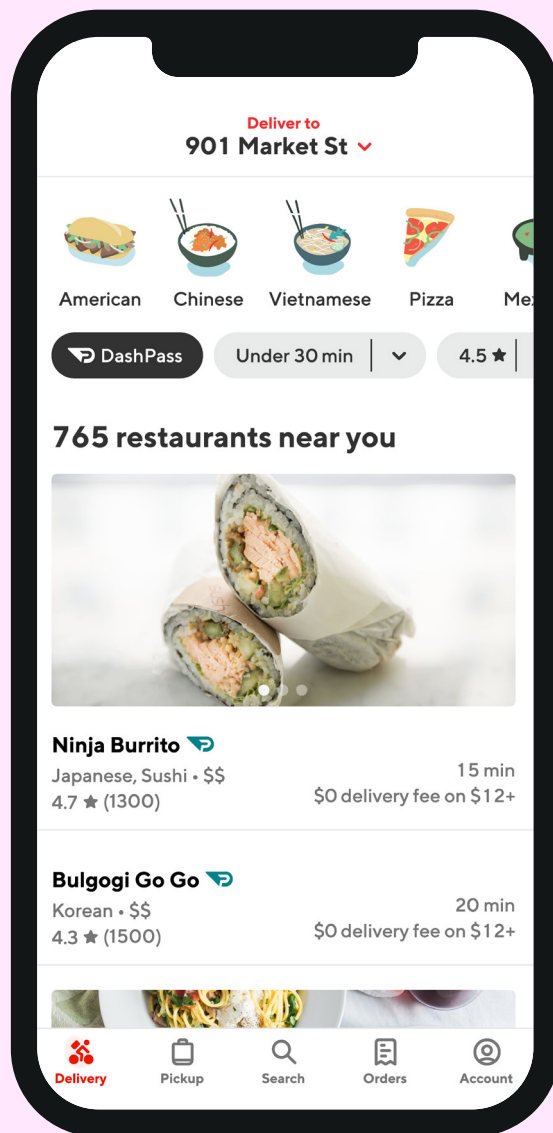 Deliver to
901 Market St
American Chinese Vietnamese Pizza
DashPass Under 30 min 4.5 ★
765 restaurants near you
Ninja Burrito
Japanese, Sushi • $$
15 min
4.7 ★ (1300)
$0 delivery fee on $12+
Bulgogi Go Go
Korean • $$
20 min
4.3 ★ (1500)
$0 delivery fee on $12+
Delivery Pickup Search Orders Account